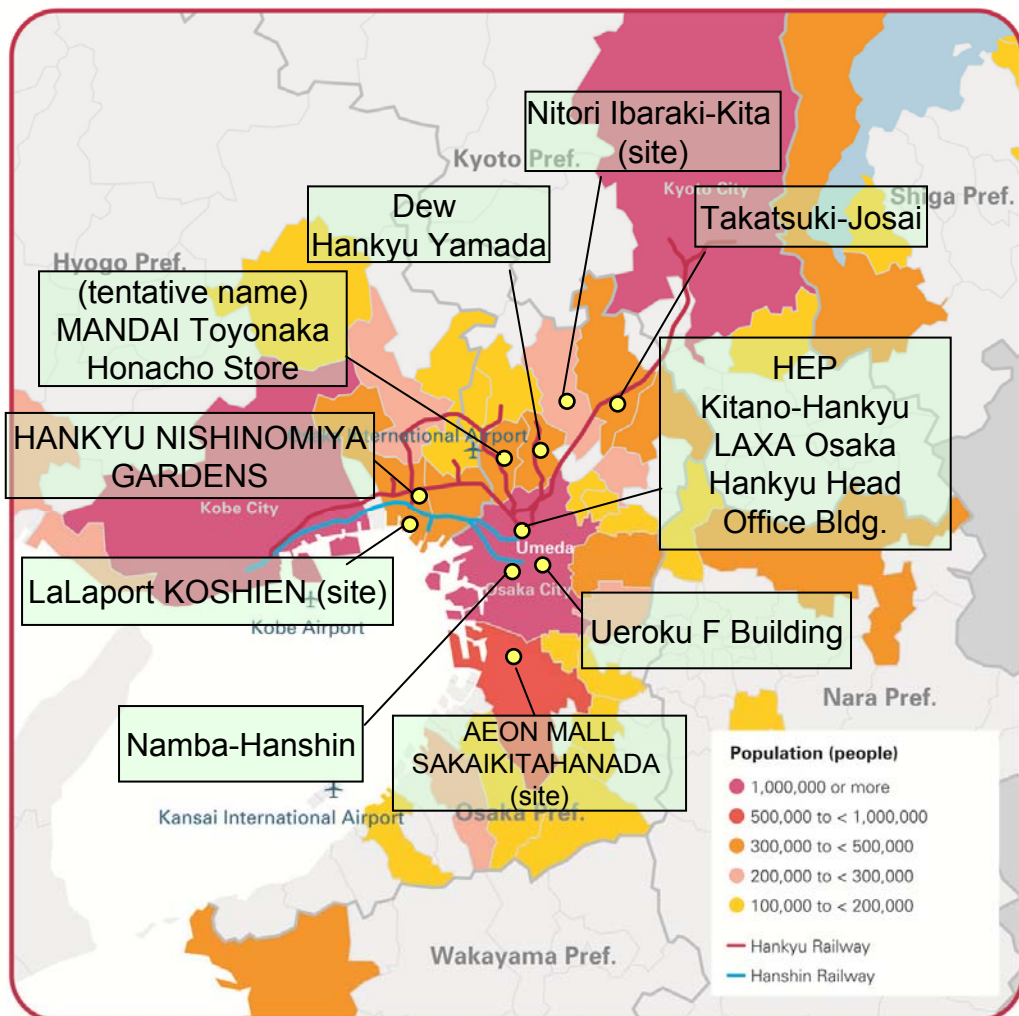 Nitori Ibaraki-Kita
(site)
Kyoto Pref.
Kyoto City
Shiga Pref.
Dew
Hankyu Yamada
Takatsuki-Josai
Hyogo Pref.
(tentative name)
MANDAI Toyonaka
Honacho Store
HEP
Kitano-Hankyu
LAXA Osaka
Hankyu Head
Office Bldg.
HANKYU NISHINOMIYA
GARDENS
International Airport
Kobe City
Umeda
Osaka City
LaLaport KOSHIEN (site)
Kobe Airport
Ueroku F Building
Nara Pref.
Namba-Hanshin
AEON MALL
SAKAIKITAHANADA
(site)
Kansai International Airport
Osaka Pref.
Wakayama Pref.
Population (people)
1,000,000 or more
500,000 to < 1,000,000
300,000 to < 500,000
200,000 to < 300,000
100,000 to < 200,000
Hankyu Railway
Hanshin Railway